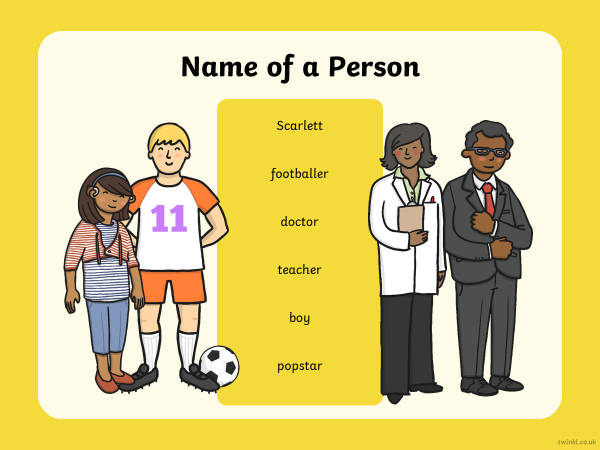 Name of a Person
Scarlett
footballer
11
doctor
teacher
boy
popstar
twinkl.co.uk